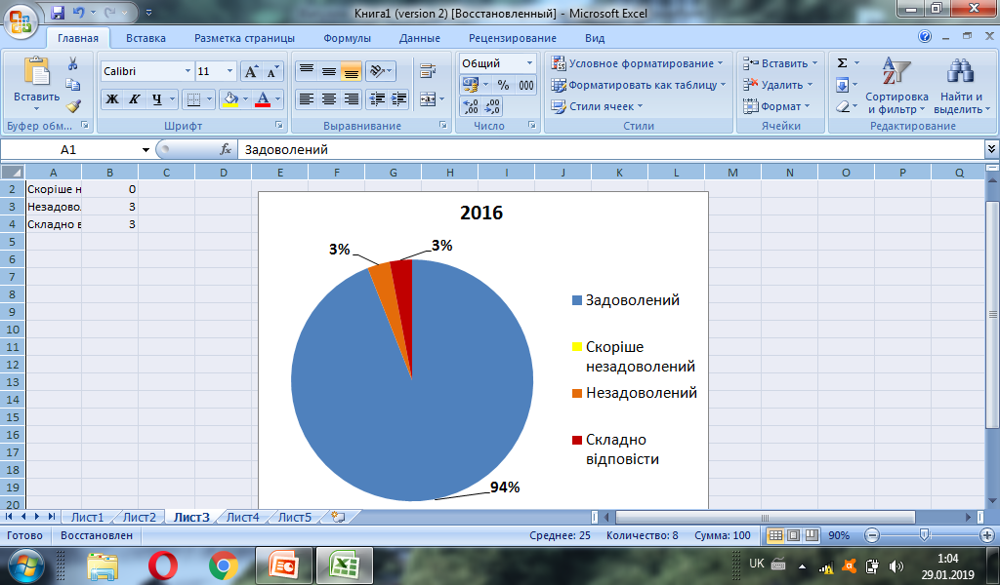 Книга1 (version 2) [Восстановленный] - Microsoft Excel
Главная Вставка Разметка страницы Формулы Данные Рецензирование Вид
Calibri 11 Общий
Вставить
Ж К Ч
% 000
Условное форматирование
Форматировать как таблицу
Стили ячеек
Вставить
Удалить
Формат
Σ
Сортировка и фильтр
Найти и выделить
Буфер обм... Шрифт Выравнивание Число Стили Ячейки Редактирование
A1 fx Задоволений
A B C D E F G H I J K L M N O P Q
2 Скоріше н 0
3 Незадово. 3
4 Складно в 3
5
6
7
8
9
10
11
12
13
14
15
16
17
18
19
20
2016
3% 3%
Задоволений
Скоріше
незадоволений
Незадоволений
Складно
відповісти
94%
Лист1 Лист2 Лист3 Лист4 Лист5
Готово Восстановлен Среднее: 25 Количество: 8 Сумма: 100 90%
UK 1:04
29.01.2019